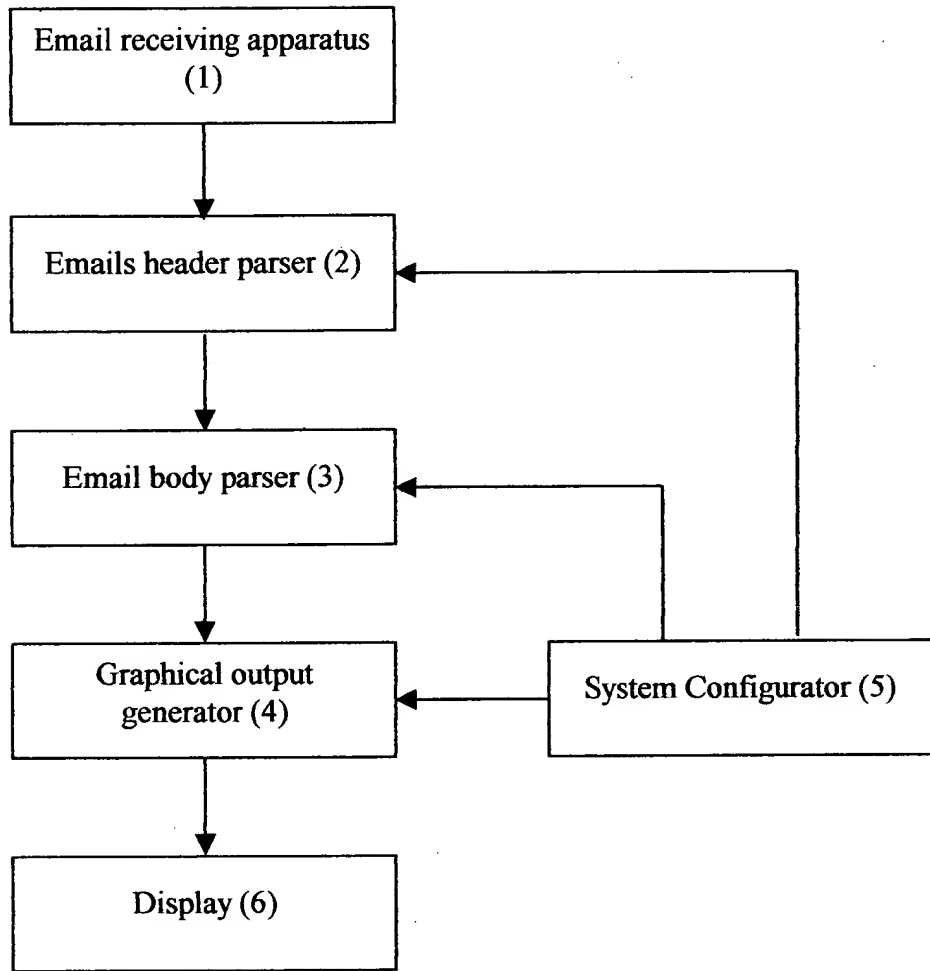 Email receiving apparatus
(1)
Emails header parser (2)
Email body parser (3)
Graphical output
generator (4)
System Configurator (5)
Display (6)